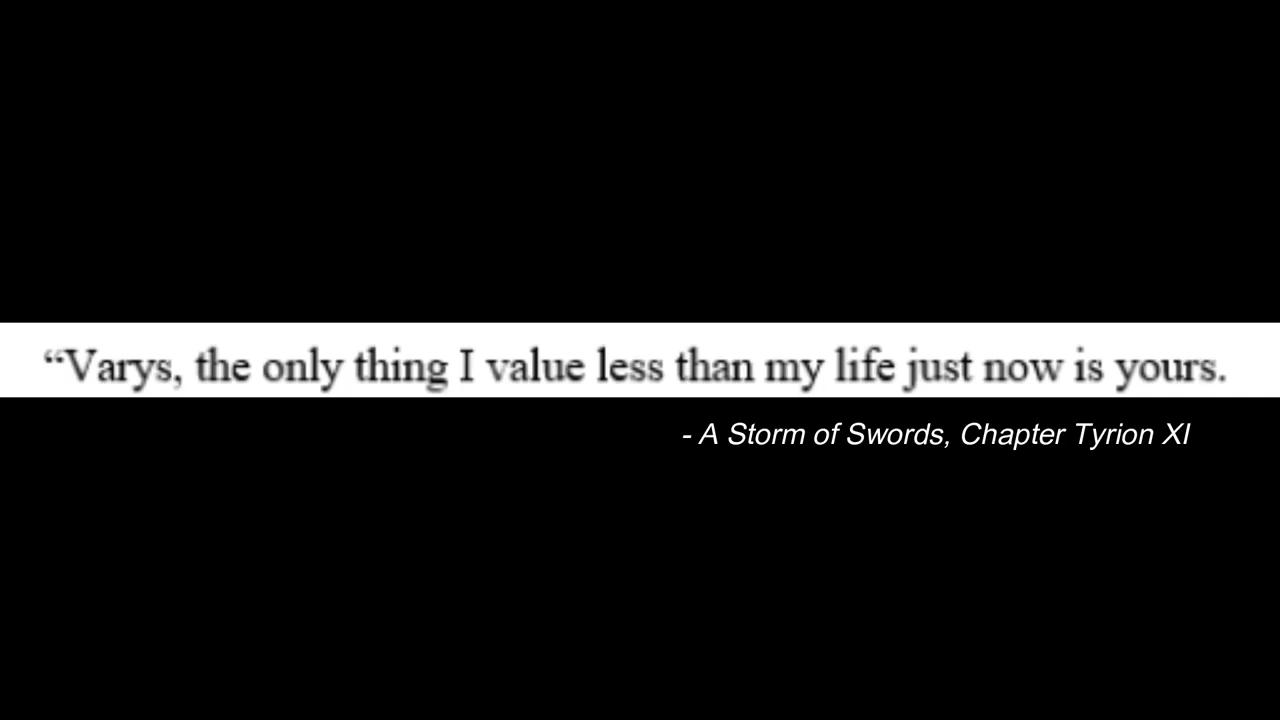 “Varys, the only thing I value less than my life just now is yours.
- A Storm of Swords, Chapter Tyrion XI